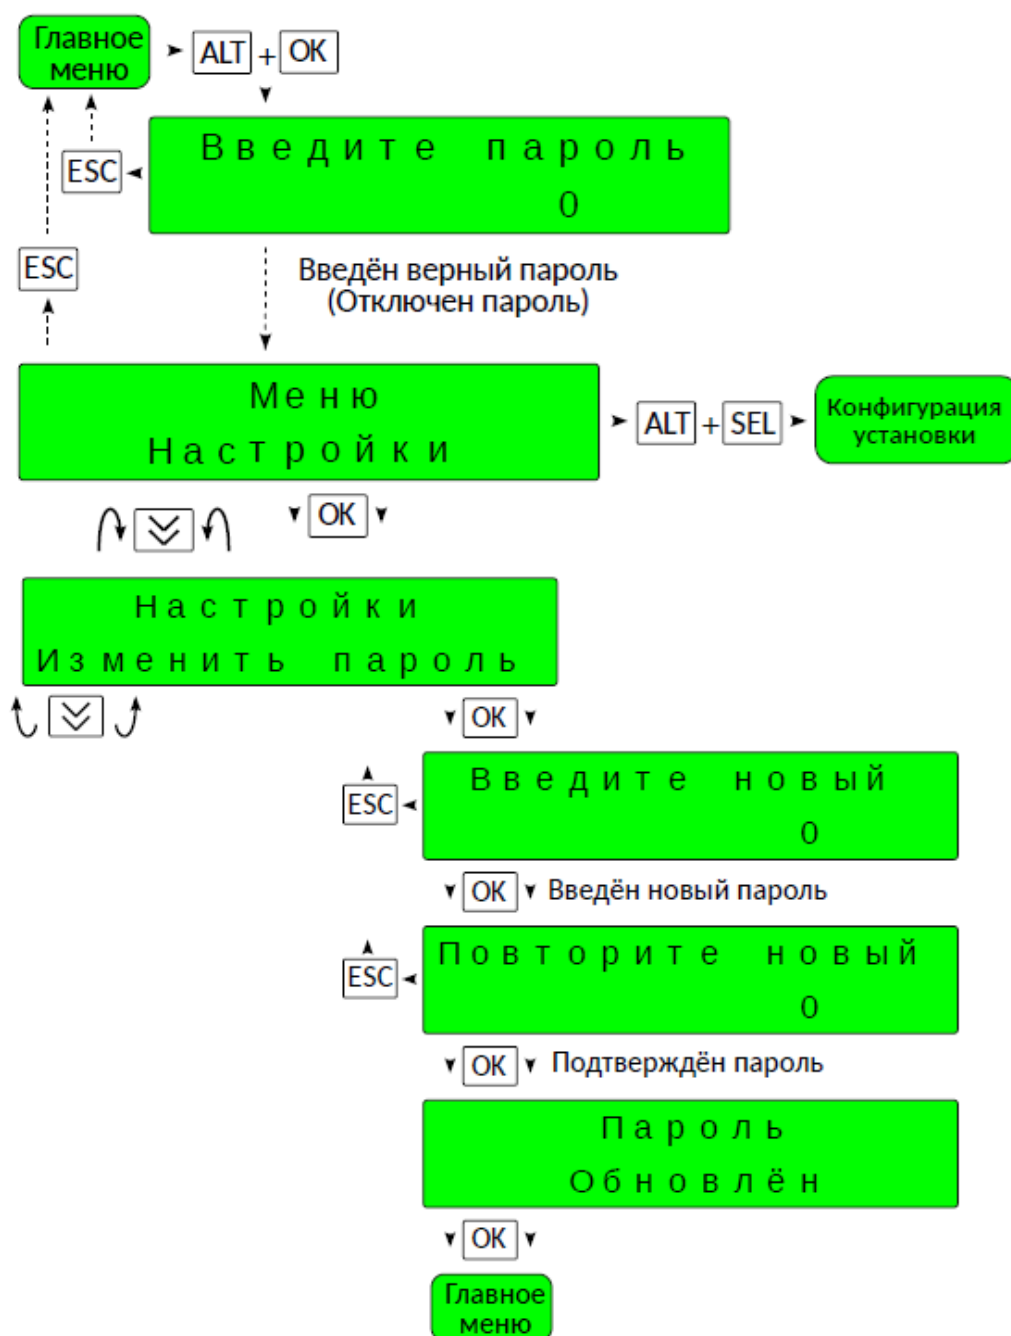 Главное
меню
ALT + OK
Введите пароль
0
ESC
ESC
Введён верный пароль
(Отключен пароль)
Меню
Настройки
ALT + SEL
Конфигурация
установки
OK
Настройки
Изменить пароль
OK
Введите новый
0
ESC
OK Введён новый пароль
Повторите новый
0
ESC
OK Подтверждён пароль
Пароль
Обновлён
OK
Главное
меню